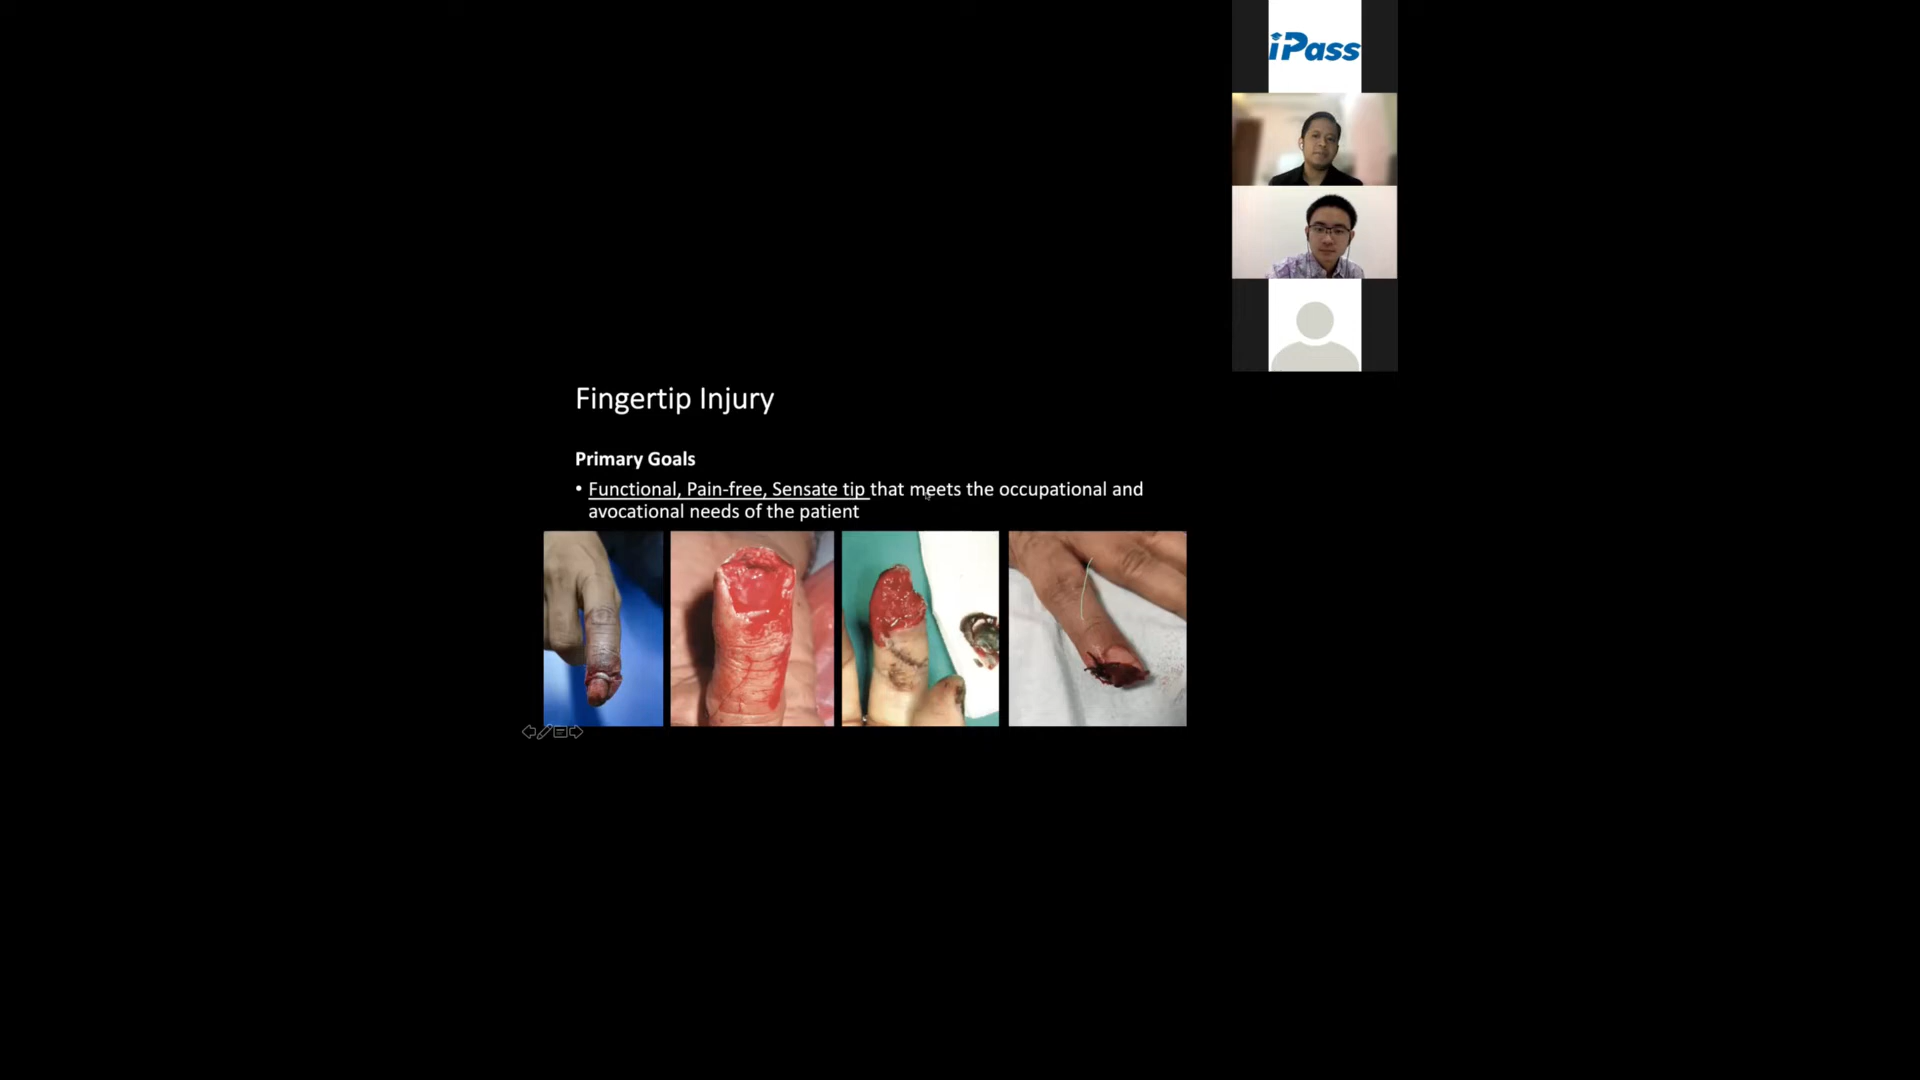 iPass
Fingertip Injury
Primary Goals
• Functional, Pain-free, Sensate tip that meets the occupational and
avocational needs of the patient